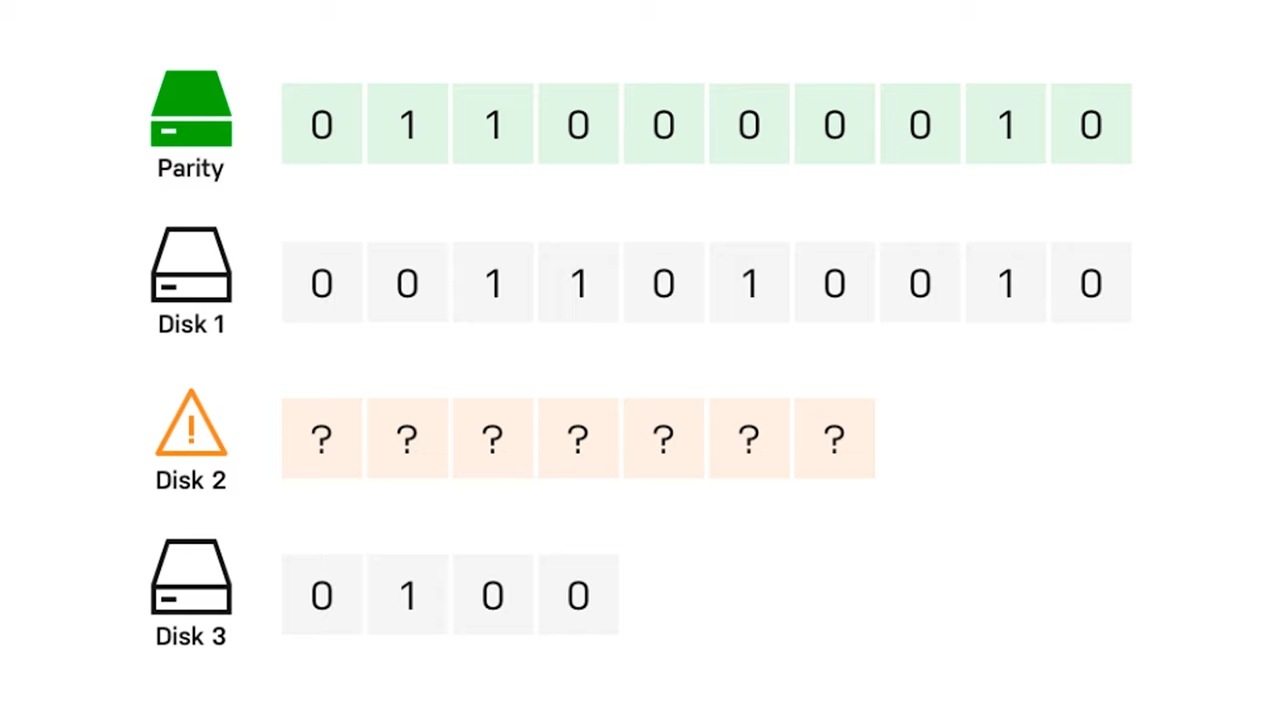 0 1 1 0 0 0 0 0 1 0
Parity
0 0 1 1 0 1 0 0 1 0
Disk 1
? ? ? ? ? ? ?
Disk 2
0 1 0 0
Disk 3